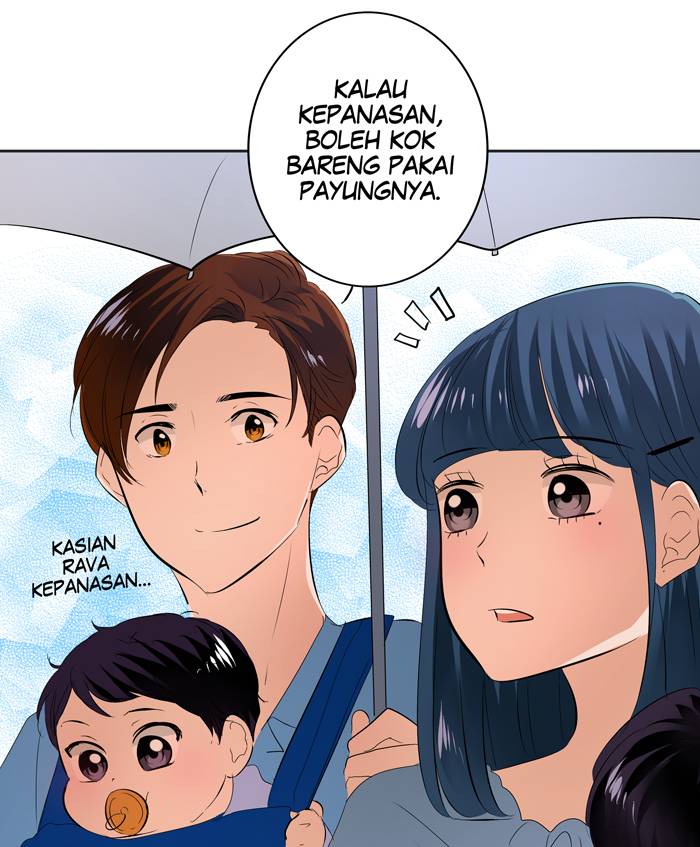 KALAU
KEPANASAN,
BOLEH KOK
BARENG PAKAI
PAYUNGNYA.
KASIAN
RAVA
KEPANASAN...